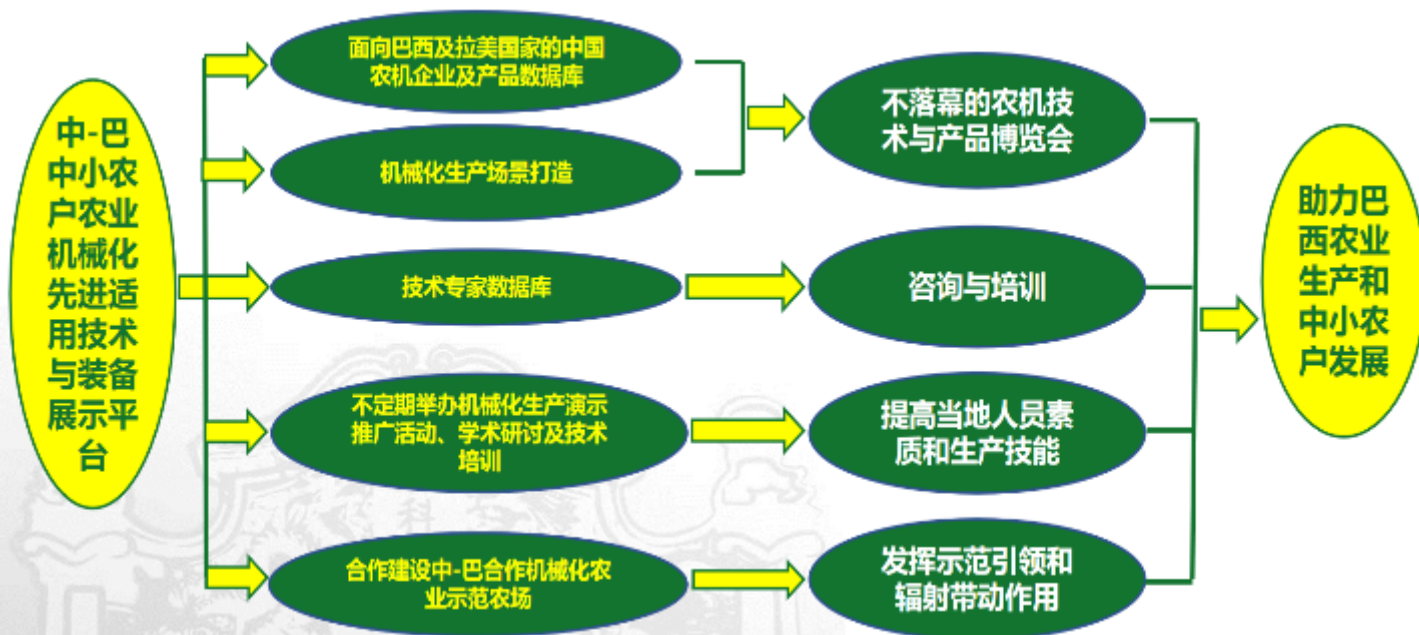 中-巴
中小农
户农业
机械化
先进适
用技术
与装备
展示平
台
面向巴西及拉美国家的中国
农机企业及产品数据库
机械化生产场景打造
技术专家数据库
不定期举办机械化生产演示
推广活动、学术研讨及技术
培训
合作建设中-巴合作机械化农
业示范农场
不落幕的农机技
术与产品博览会
咨询与培训
提高当地人员素
质和生产技能
发挥示范引领和
辐射带动作用
助力巴
西农业
生产和
中小农
户发展
科